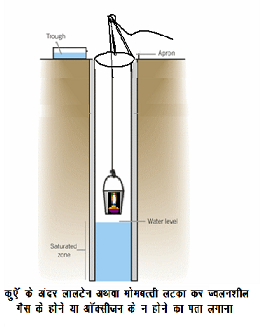 Trough
Apron
Water level
Saturated
zone
कुएँ के अंदर लालटेन अथवा मोमबत्ती लटका कर ज्वलनशील
गैस के होने या ऑक्सीजन के न होने का पता लगाना